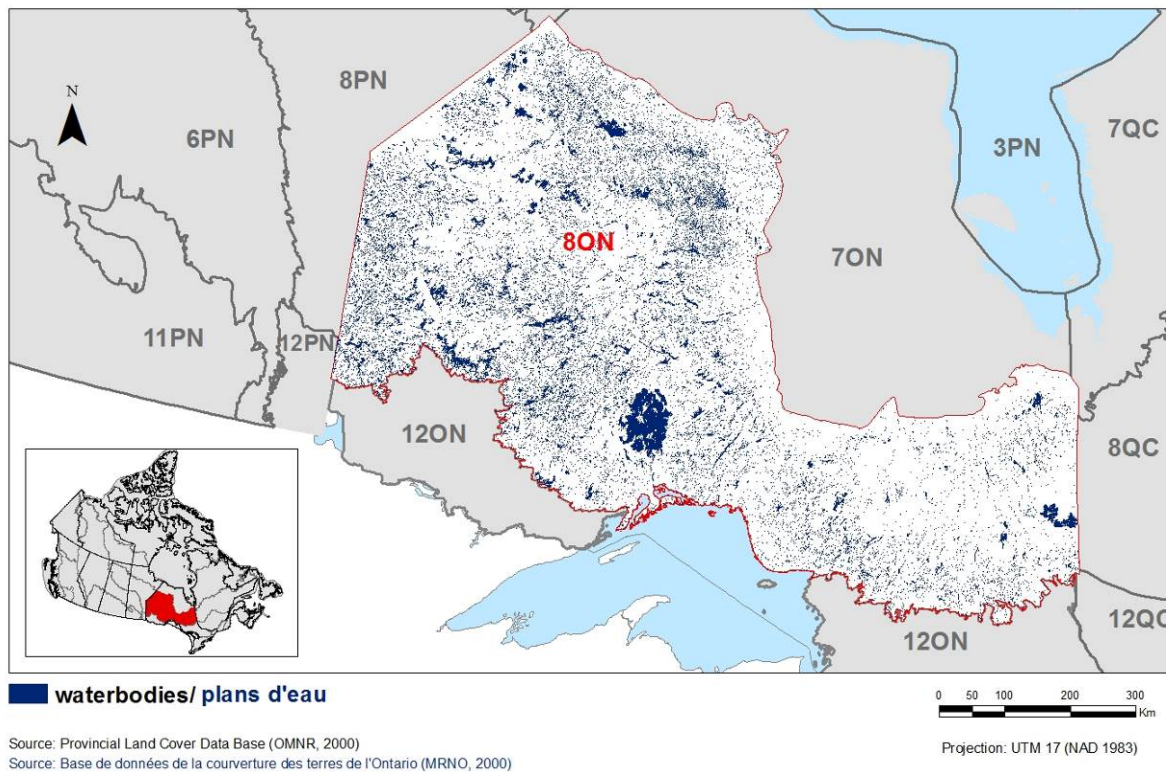 N
6PN
8PN
3PN
7QC
8ON
7ON
11PN
12PN
12ON
8QC
12ON
12QC
waterbodies/ plans d'eau
0 50 100 200 300
Km
Source: Provincial Land Cover Data Base (OMNR, 2000)
Projection: UTM 17 (NAD 1983)
Source: Base de données de la courverture des terres de l'Ontario (MRNO, 2000)